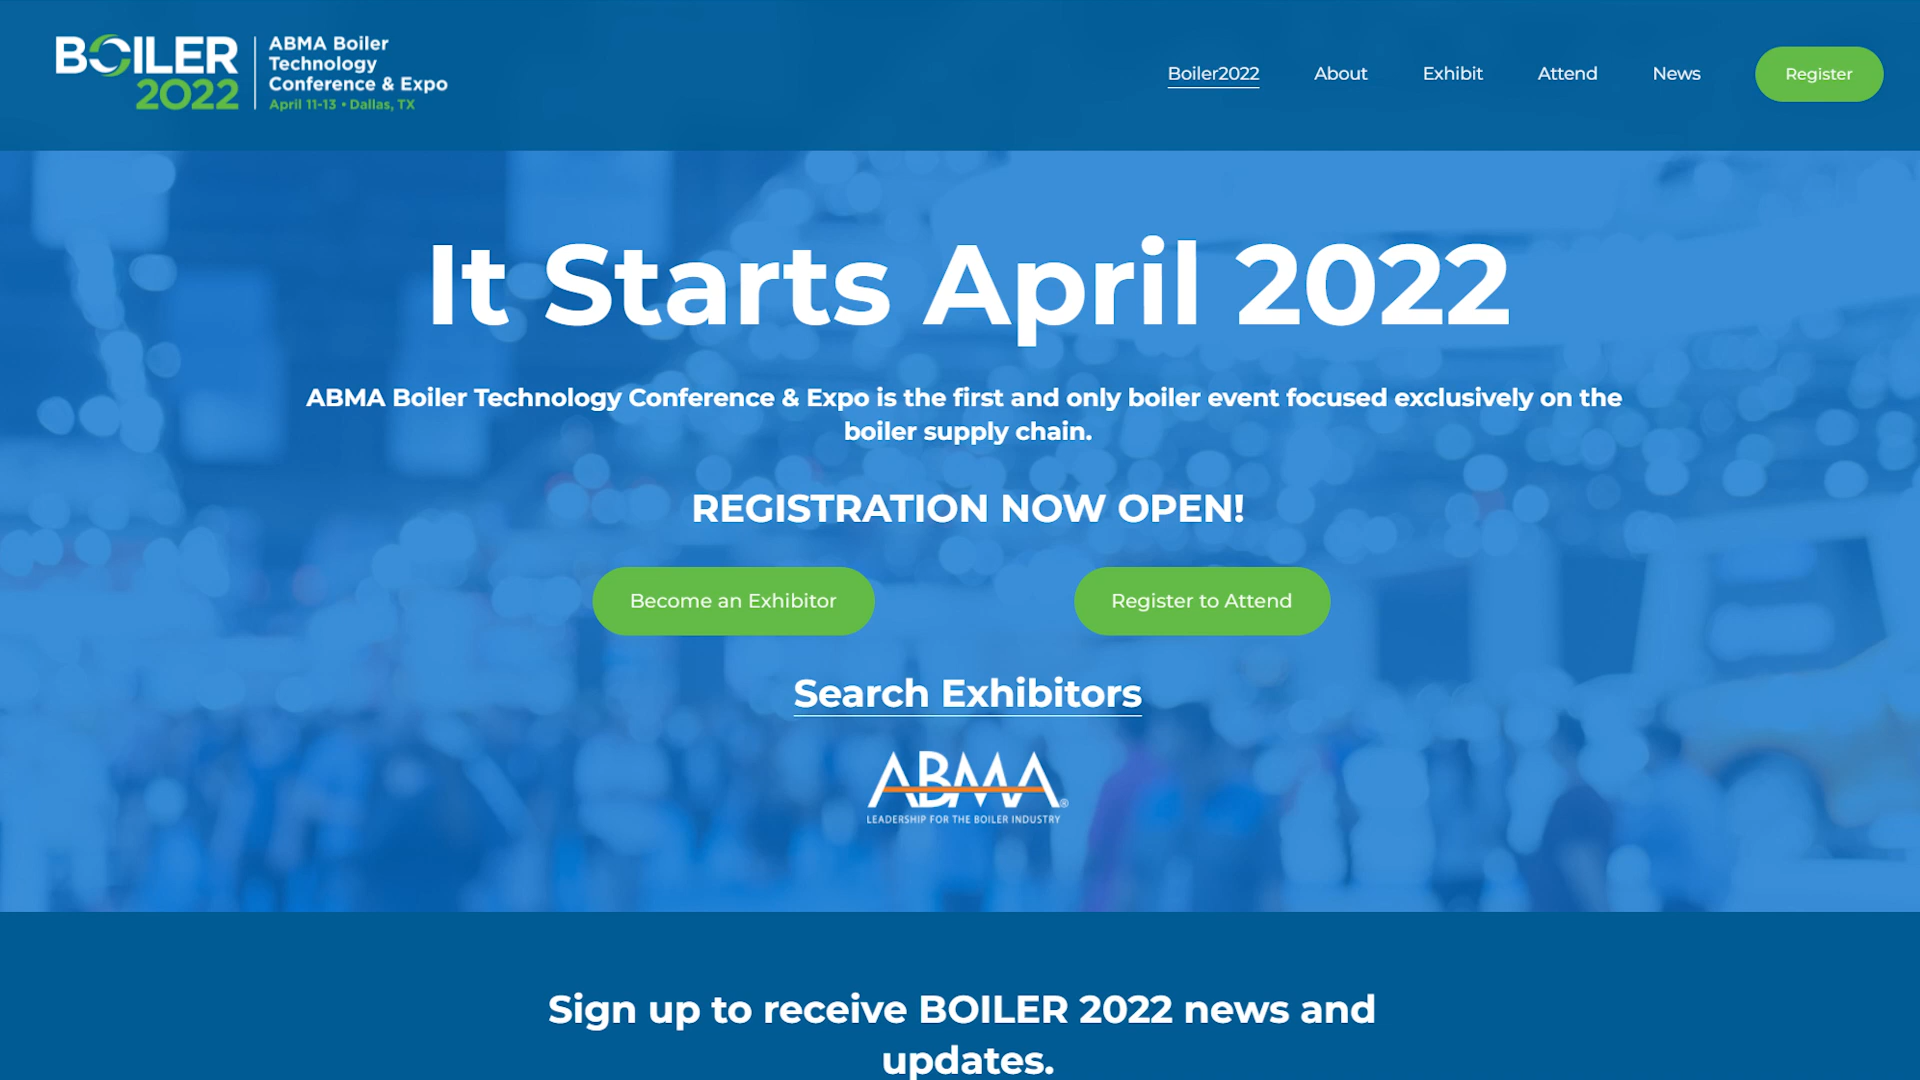 BOILER
2022
ABMA Boiler
Technology
Conference & Expo
April 11-13 • Dallas, TX
Boiler2022
About
Exhibit
Attend
News
Register
It Starts April 2022
ABMA Boiler Technology Conference & Expo is the first and only boiler event focused exclusively on the
boiler supply chain.
REGISTRATION NOW OPEN!
Become an Exhibitor
Register to Attend
Search Exhibitors
ABMA®
LEADERSHIP FOR THE BOILER INDUSTRY
Sign up to receive BOILER 2022 news and
updates.